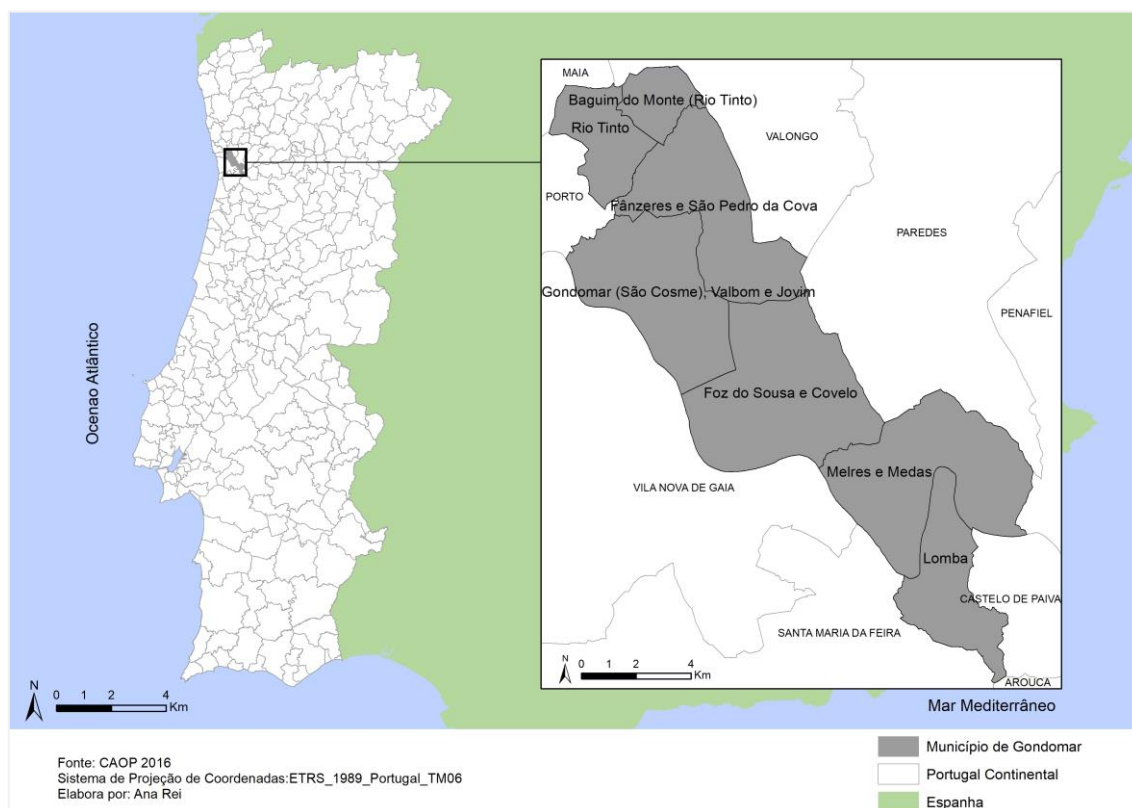 MAIA
Baguim do Monte (Rio Tinto)
Rio Tinto
VALONGO
PORTO
Fânzeres e São Pedro da Cova
PAREDES
Gondomar (São Cosme), Valbom e Jovim
PENAFIEL
Foz do Sousa e Covelo
Melres e Medas
VILA NOVA DE GAIA
Lomba
CASTELO DE PAIVA
SANTA MARIA DA FEIRA
AROUCA
N
0 1 2 4
Km
Ocenao Atlântico
N
0 1 2 4
Km
Mar Mediterrâneo
Município de Gondomar
Portugal Continental
Espanha
Fonte: CAOP 2016
Sistema de Projeção de Coordenadas:ETRS_1989_Portugal_TM06
Elabora por: Ana Rei